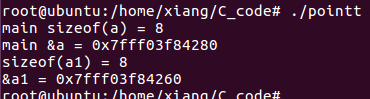 root@ubuntu:/home/xiang/C_code# ./pointt
main sizeof(a) = 8
main &a = 0x7fff03f84280
sizeof(a1) = 8
&a1 = 0x7fff03f84260
root@ubuntu:/home/xiang/C_code#